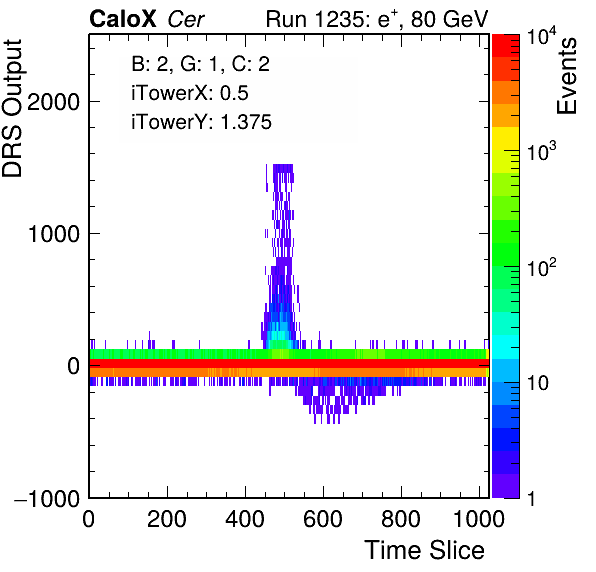 CaloX Cer
Run 1235: e⁺, 80 GeV
B: 2, G: 1, C: 2
iTowerX: 0.5
iTowerY: 1.375
DRS Output
2000
1000
0
−1000
0 200 400 600 800 1000
Time Slice
10⁴
10³
10²
10
1
Events